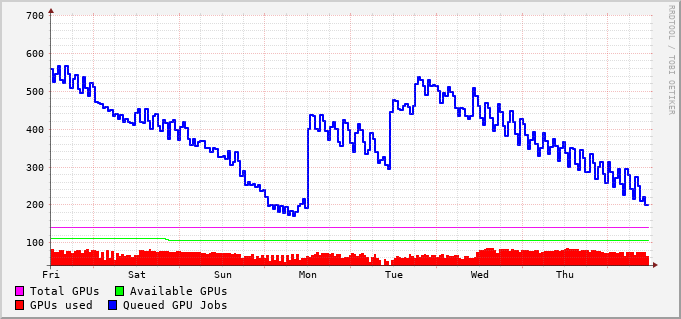 700
600
500
400
300
200
100
Fri Sat Sun Mon Tue Wed Thu
Total GPUs Available GPUs
GPUs used Queued GPU Jobs
RRDTOOL / TOBI OETIKER